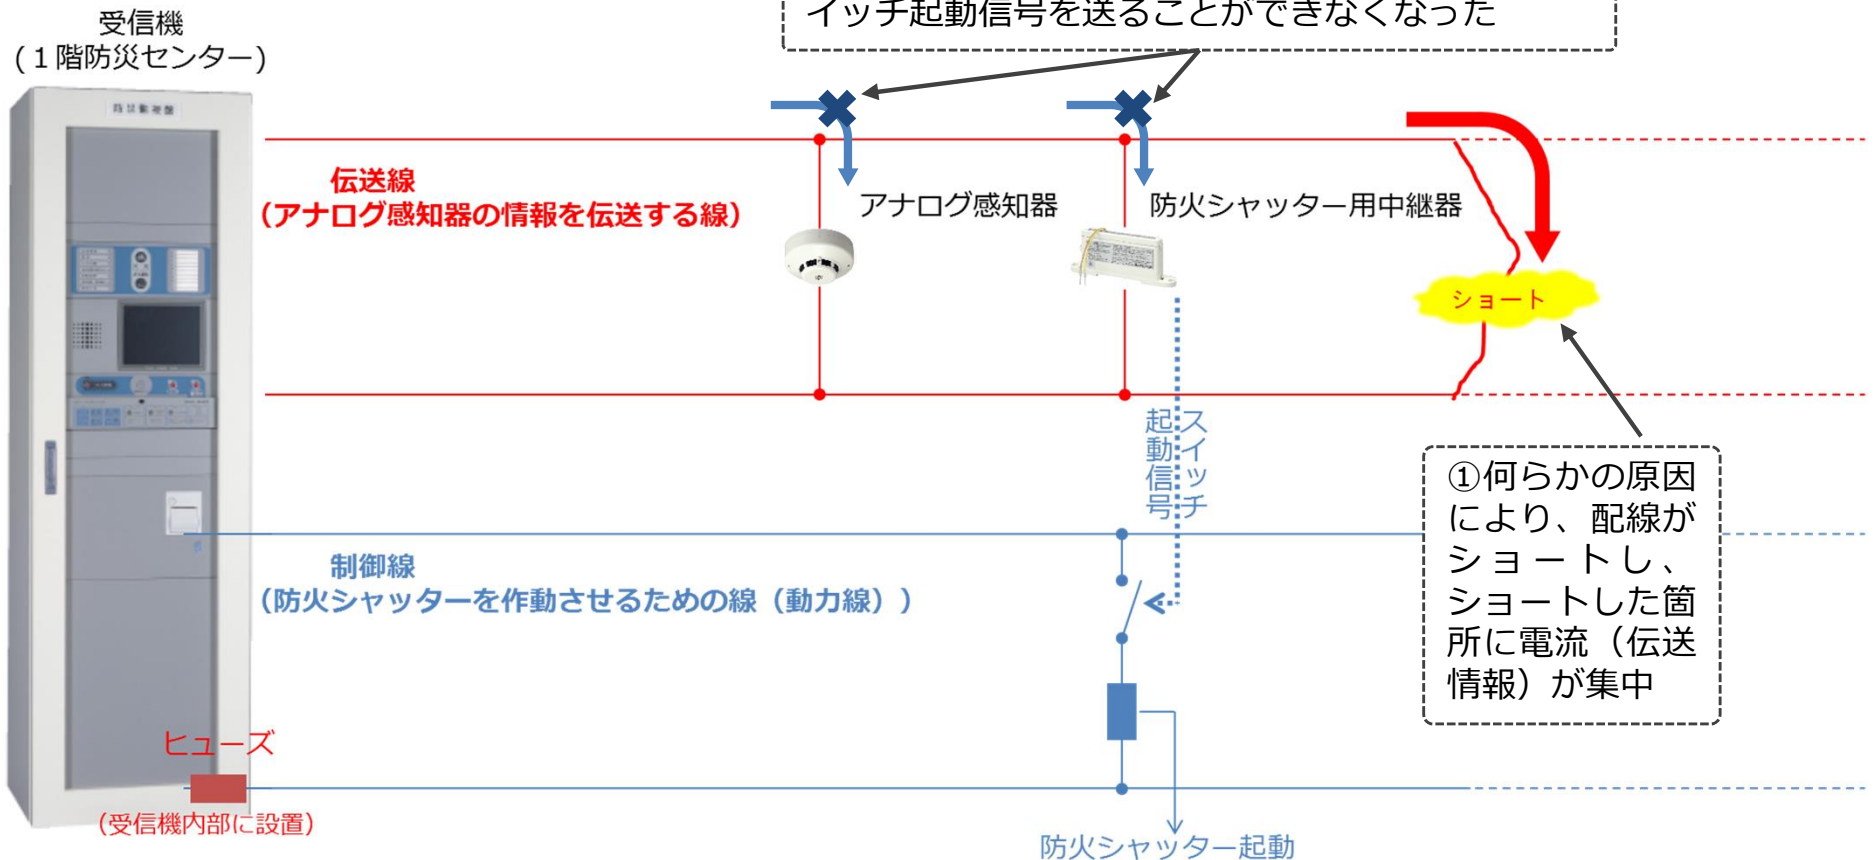 イッチ起動信号を送ることができなくなった
受信機
(１階防災センター)
防災監視盤
伝送線
（アナログ感知器の情報を伝送する線）
アナログ感知器
防火シャッター用中継器
ショート
スイッチ
起動信号
①何らかの原因
により、配線が
ショートし、
ショートした箇
所に電流（伝送
情報）が集中
制御線
（防火シャッターを作動させるための線（動力線））
ヒューズ
（受信機内部に設置）
防火シャッター起動